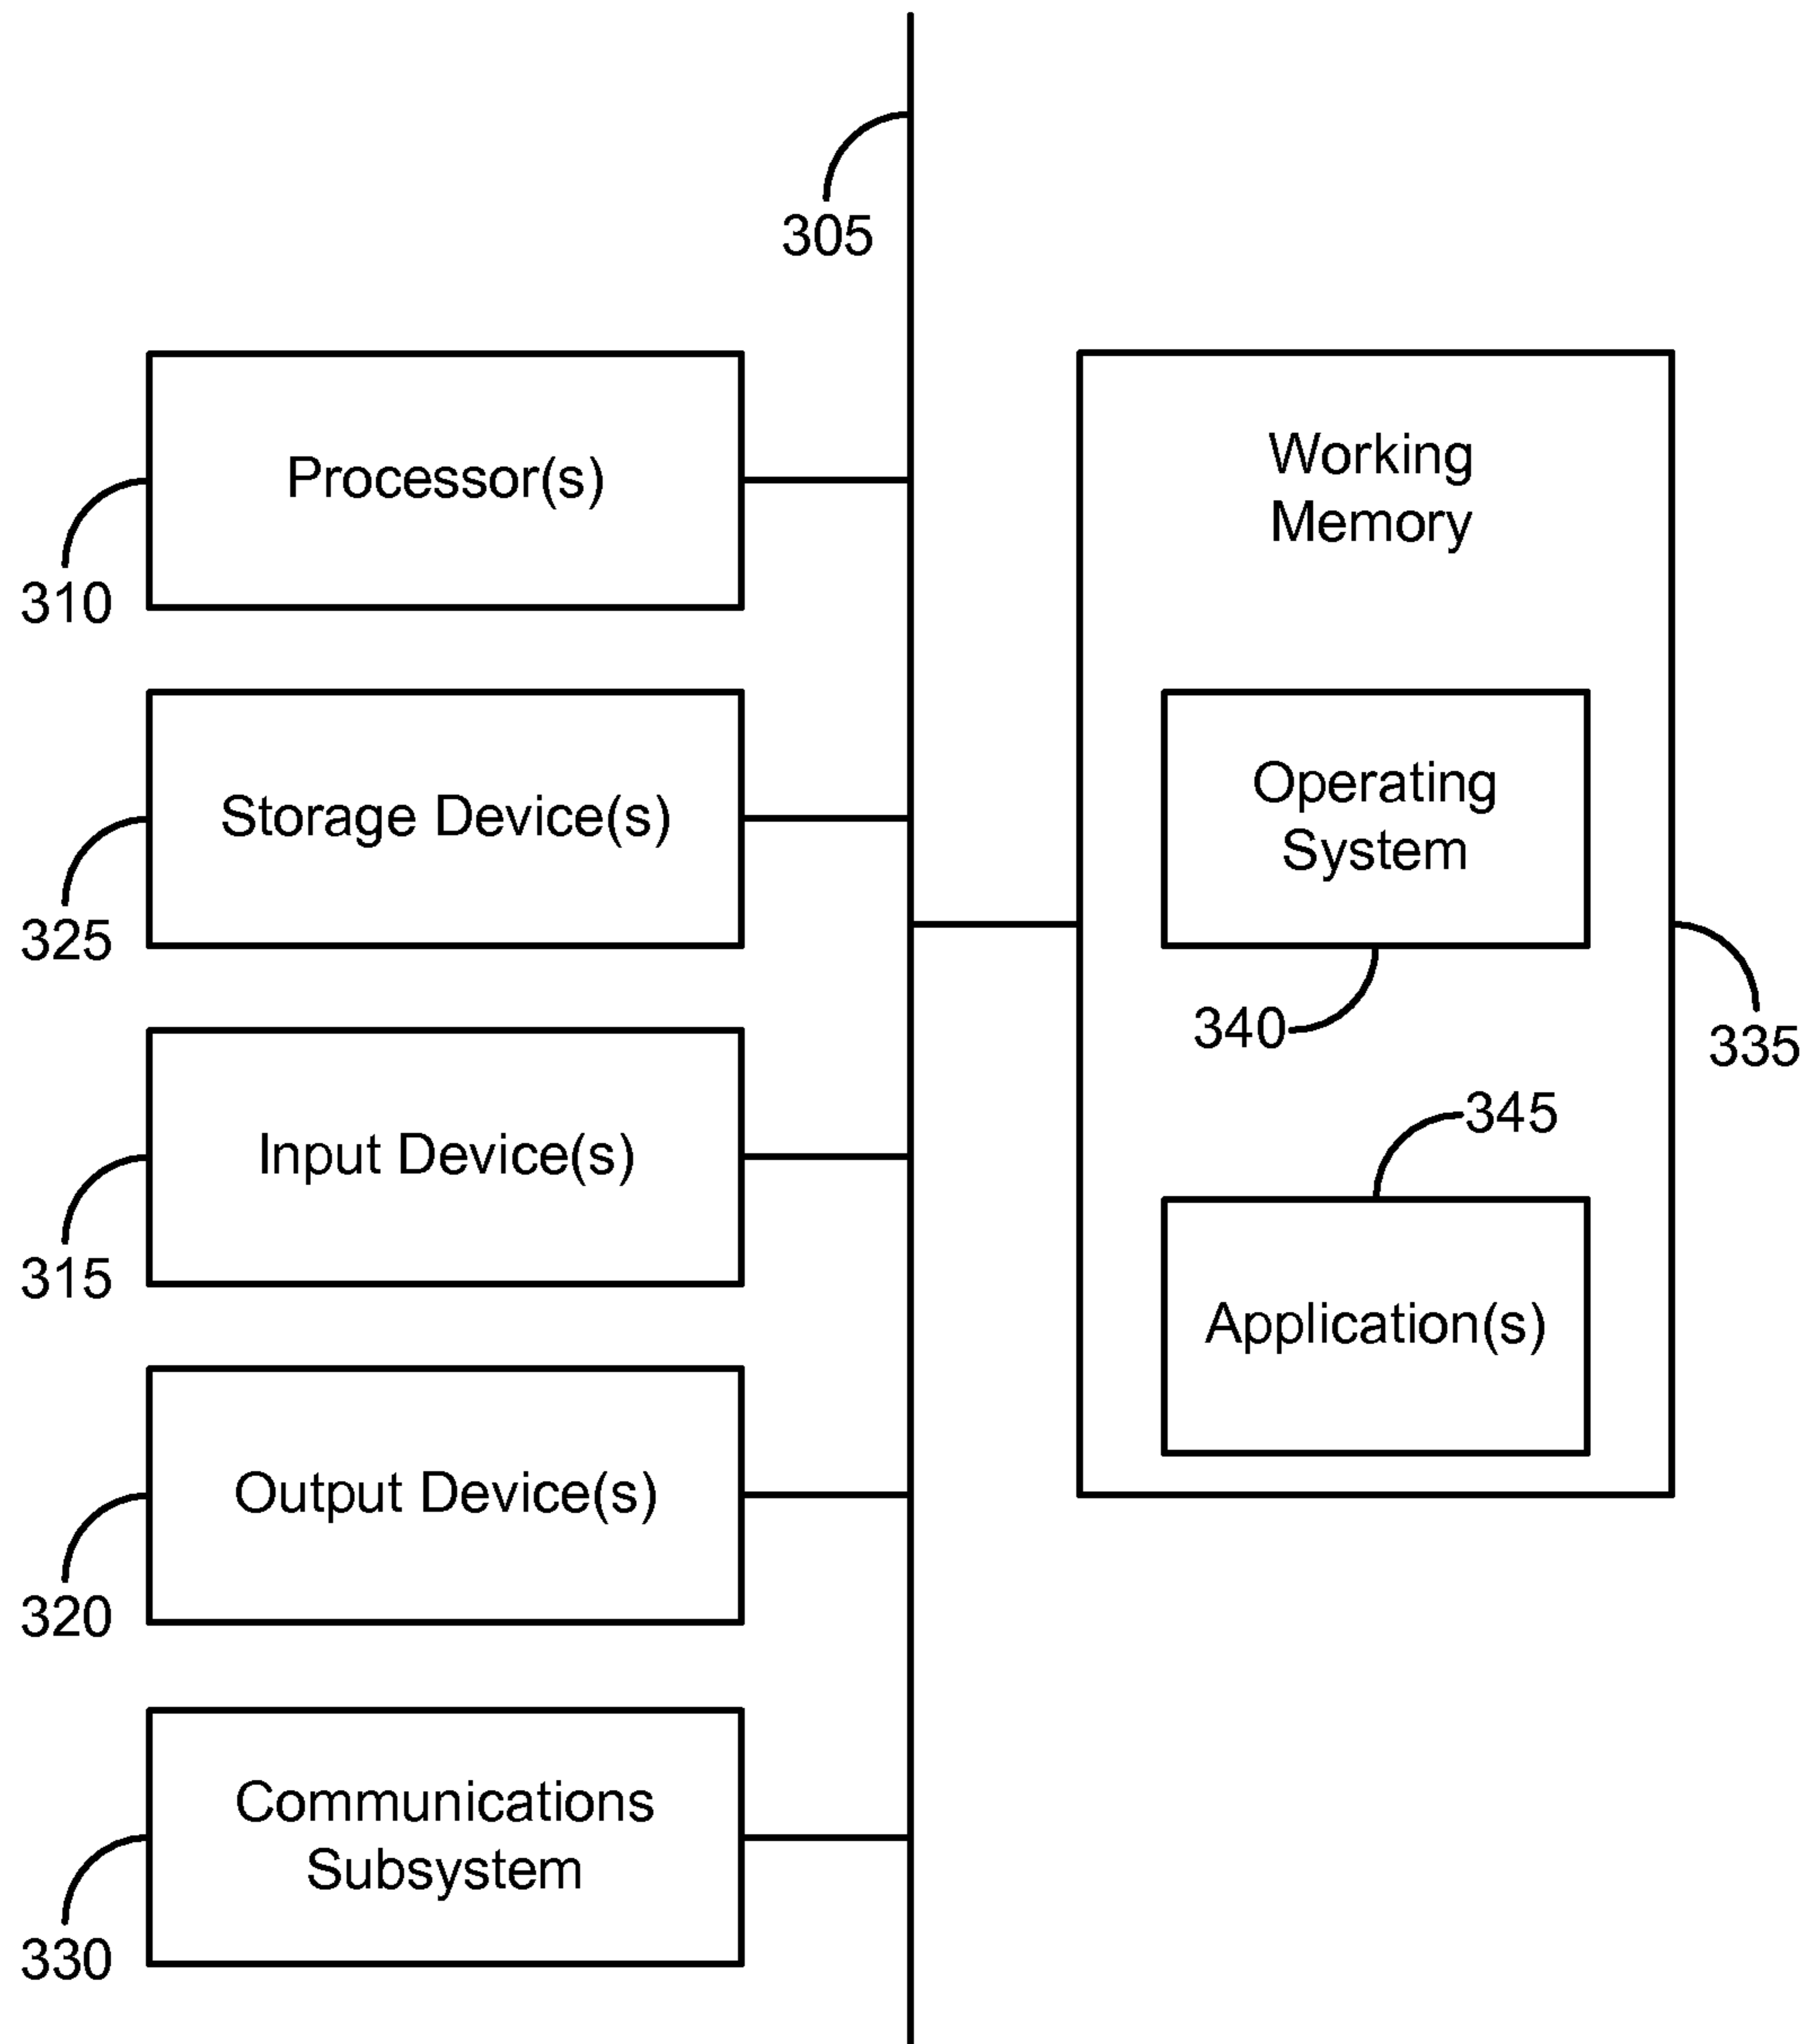 305
Processor(s)
310
Storage Device(s)
325
Input Device(s)
315
Output Device(s)
320
Communications
Subsystem
330
Working
Memory
Operating
System
340
335
345
Application(s)